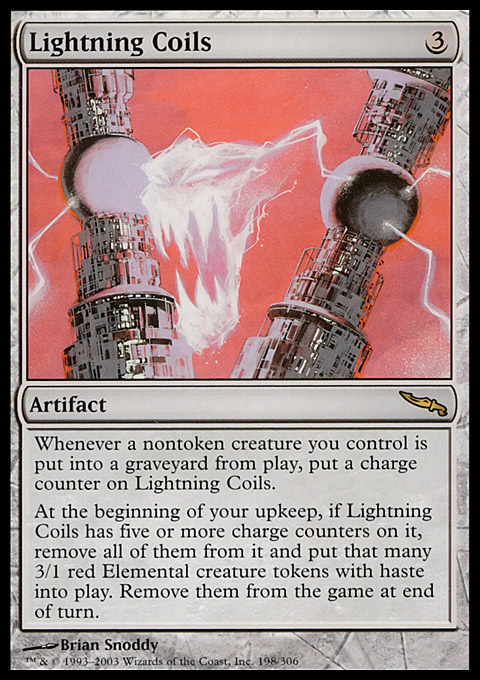 Lightning Coils 3
Artifact
Whenever a nontoken creature you control is
put into a graveyard from play, put a charge
counter on Lightning Coils.
At the beginning of your upkeep, if Lightning
Coils has five or more charge counters on it,
remove all of them from it and put that many
3/1 red Elemental creature tokens with haste
into play. Remove them from the game at end
of turn.
Brian Snoddy
™ & © 1993–2003 Wizards of the Coast, Inc. 198/306